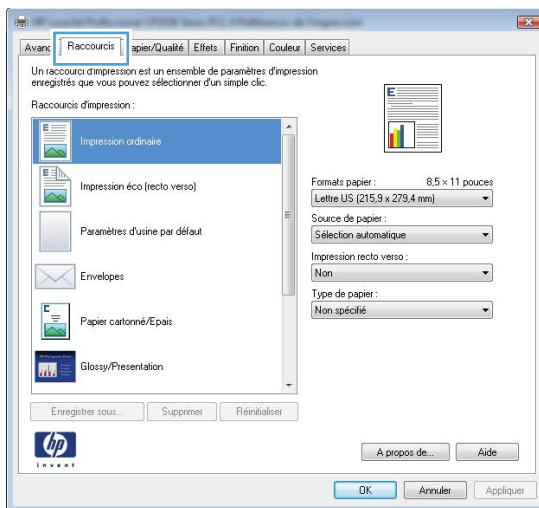 Avanc
Raccourcis
apier/Qualité
Effets
Finition
Couleur
Services
Un raccourci d'impression est un ensemble de paramètres d'impression
enregistrés que vous pouvez sélectionner d'un simple clic.
Raccourcis d'impression :
Impression ordinaire
Impression éco (recto verso)
Paramètres d'usine par défaut
Envelopes
Papier cartonné/Epais
Glossy/Presentation
E
Formats papier : 8,5 × 11 pouces
Lettre US (215,9 x 279,4 mm)
Source de papier :
Sélection automatique
Impression recto verso :
Non
Type de papier :
Non spécifié
Enregistrer sous...
Supprimer
Réinitialiser
hp
invent
A propos de...
Aide
OK
Annuler
Appliquer